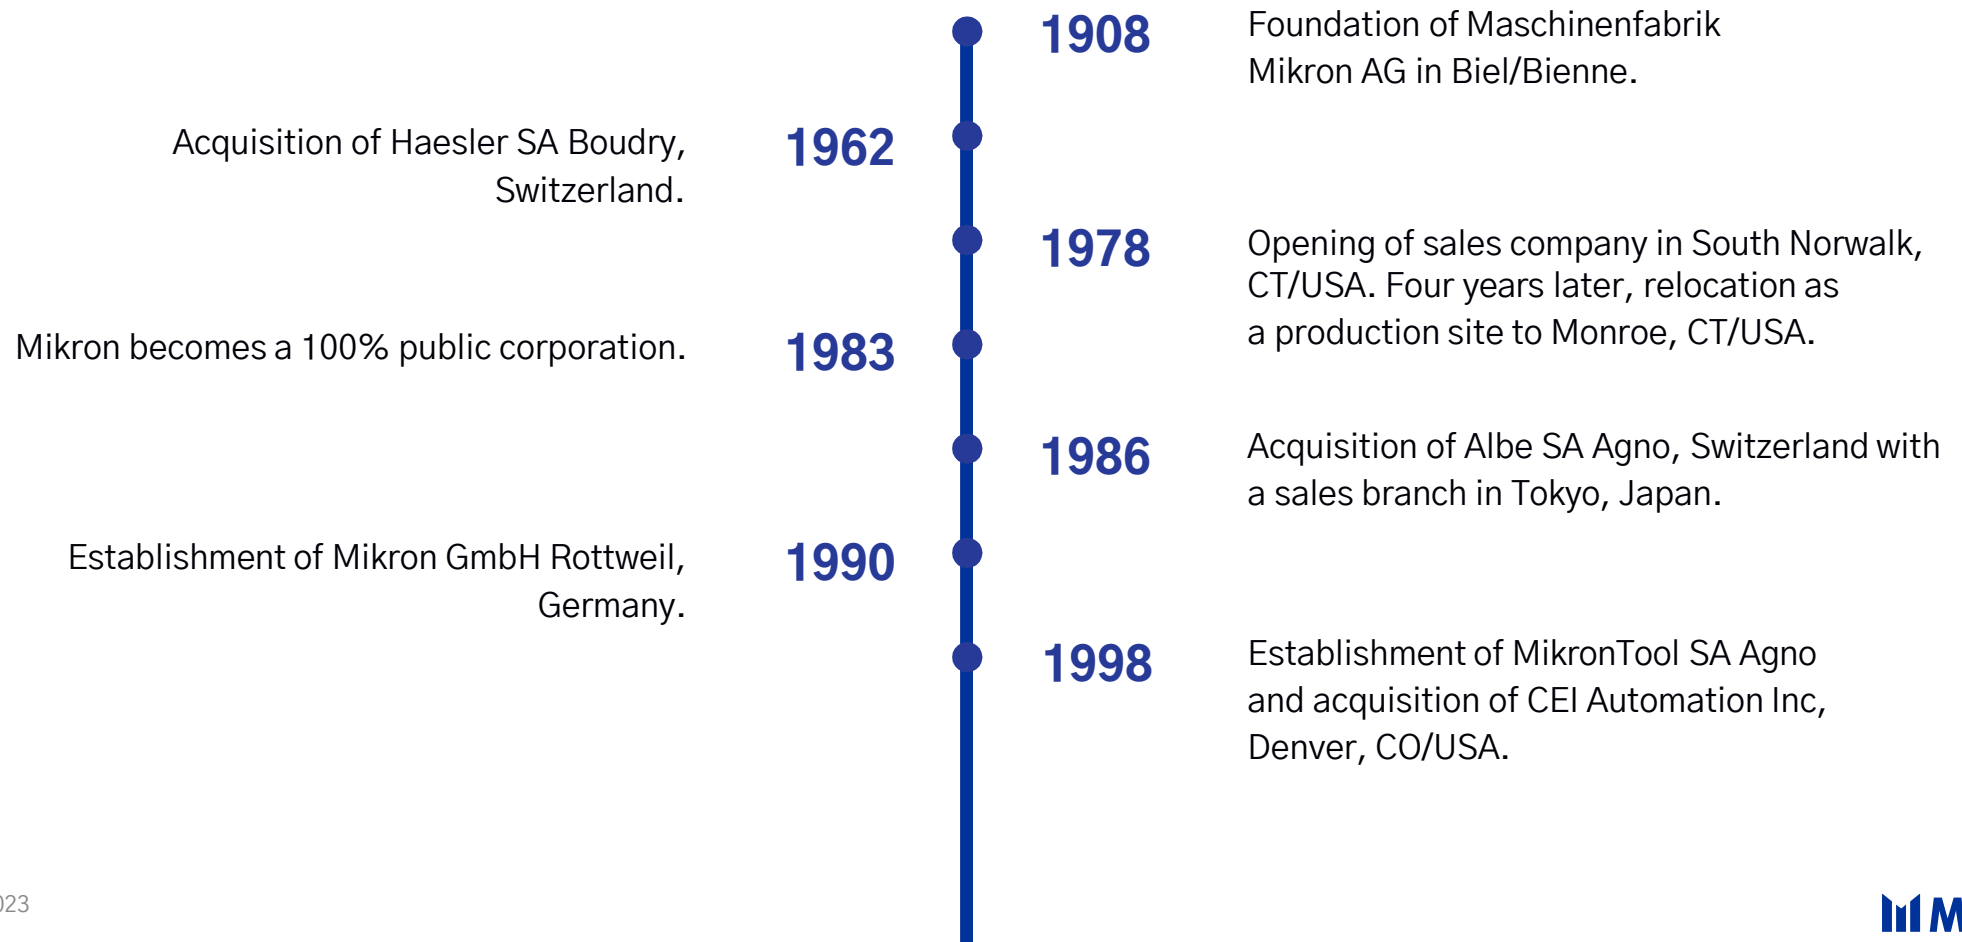 1908
Foundation of Maschinenfabrik
Mikron AG in Biel/Bienne.
Acquisition of Haesler SA Boudry,
Switzerland.
1962
1978
Opening of sales company in South Norwalk,
CT/USA. Four years later, relocation as
a production site to Monroe, CT/USA.
Mikron becomes a 100% public corporation.
1983
1986
Acquisition of Albe SA Agno, Switzerland with
a sales branch in Tokyo, Japan.
Establishment of Mikron GmbH Rottweil,
Germany.
1990
1998
Establishment of MikronTool SA Agno
and acquisition of CEI Automation Inc,
Denver, CO/USA.
023
M